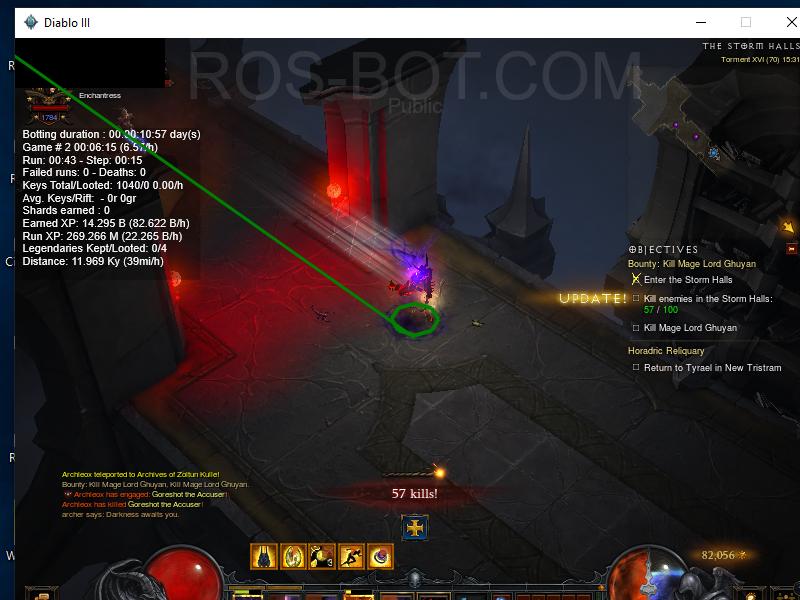 Diablo III
THE STORM HALLS
Torment XVI (70) 15:31
ROS-BOT.COM
Public
Enchantress
1784
Botting duration : 00:00:10:57 day(s)
Game # 2 00:06:15 (6.57/h)
Run: 00:43 - Step: 00:15
Failed runs: 0 - Deaths: 0
Keys Total/Looted: 1040/0 0.00/h
Avg. Keys/Rift: - 0r 0gr
Shards earned : 0
Earned XP: 14.295 B (82.622 B/h)
Run XP: 269.266 M (22.265 B/h)
Legendaries Kept/Looted: 0/4
Distance: 11.969 Ky (39mi/h)
OBJECTIVES
Bounty: Kill Mage Lord Ghuyan
Enter the Storm Halls
UPDATE!
Kill enemies in the Storm Halls:
57 / 100
Kill Mage Lord Ghuyan
Horadric Reliquary
Return to Tyrael in New Tristram
Archleox teleported to Archives of Zoltun Kulle!
Bounty: Kill Mage Lord Ghuyan, Kill Mage Lord Ghuyan.
Archleox has engaged: Goreshot the Accuser!
Archleox has killed Goreshot the Accuser!
archer says: Darkness awaits you.
57 kills!
82,056